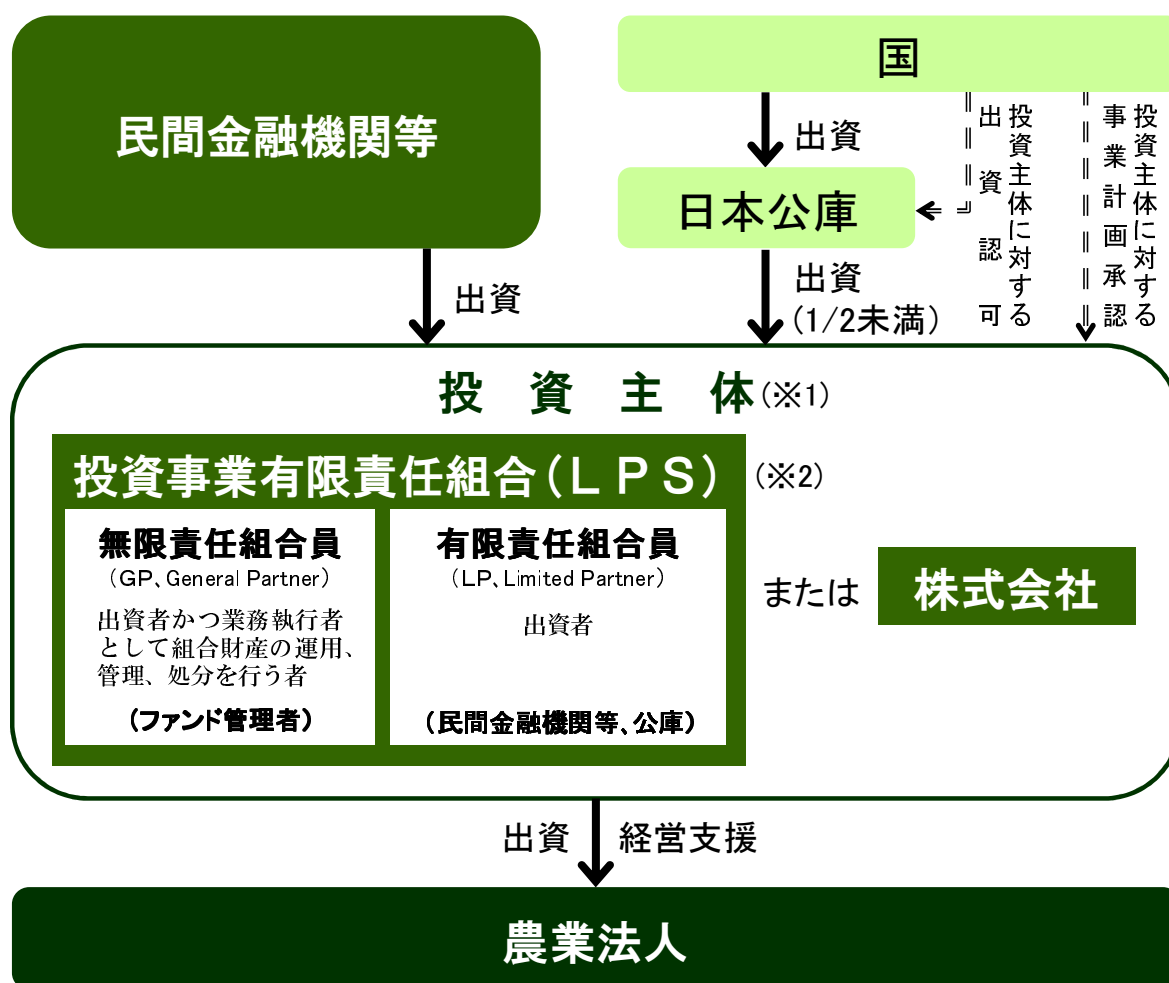 民間金融機関等
国
出資
日本公庫
投資主体に対する
出資認可
投資主体に対する
事業計画承認
出資
出資
(1/2未満)
投資主体(※1)
投資事業有限責任組合(LPS)
(※2)
無限責任組合員
(GP、General Partner)
出資者かつ業務執行者
として組合財産の運用、
管理、処分を行う者
(ファンド管理者)
有限責任組合員
(LP、Limited Partner)
出資者
(民間金融機関等、公庫)
または
株式会社
出資
経営支援
農業法人